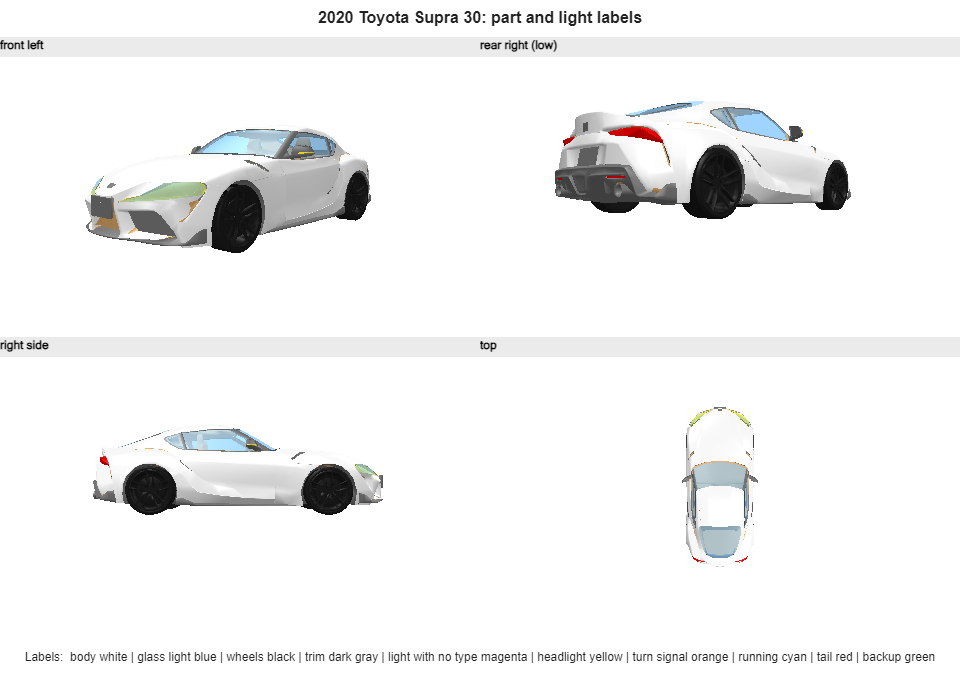 2020 Toyota Supra 30: part and light labels
front left
rear right (low)
right side
top
Labels:  body white | glass light blue | wheels black | trim dark gray | light with no type magenta | headlight yellow | turn signal orange | running cyan | tail red | backup green